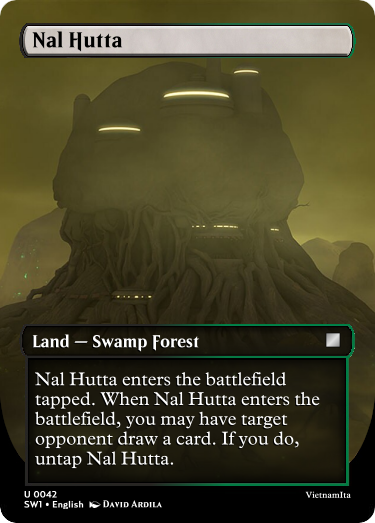 Nal Hutta
Land — Swamp Forest
Nal Hutta enters the battlefield
tapped. When Nal Hutta enters the
battlefield, you may have target
opponent draw a card. If you do,
untap Nal Hutta.
U 0042
VietnamIta
SW1 • English DAVID ARDILA